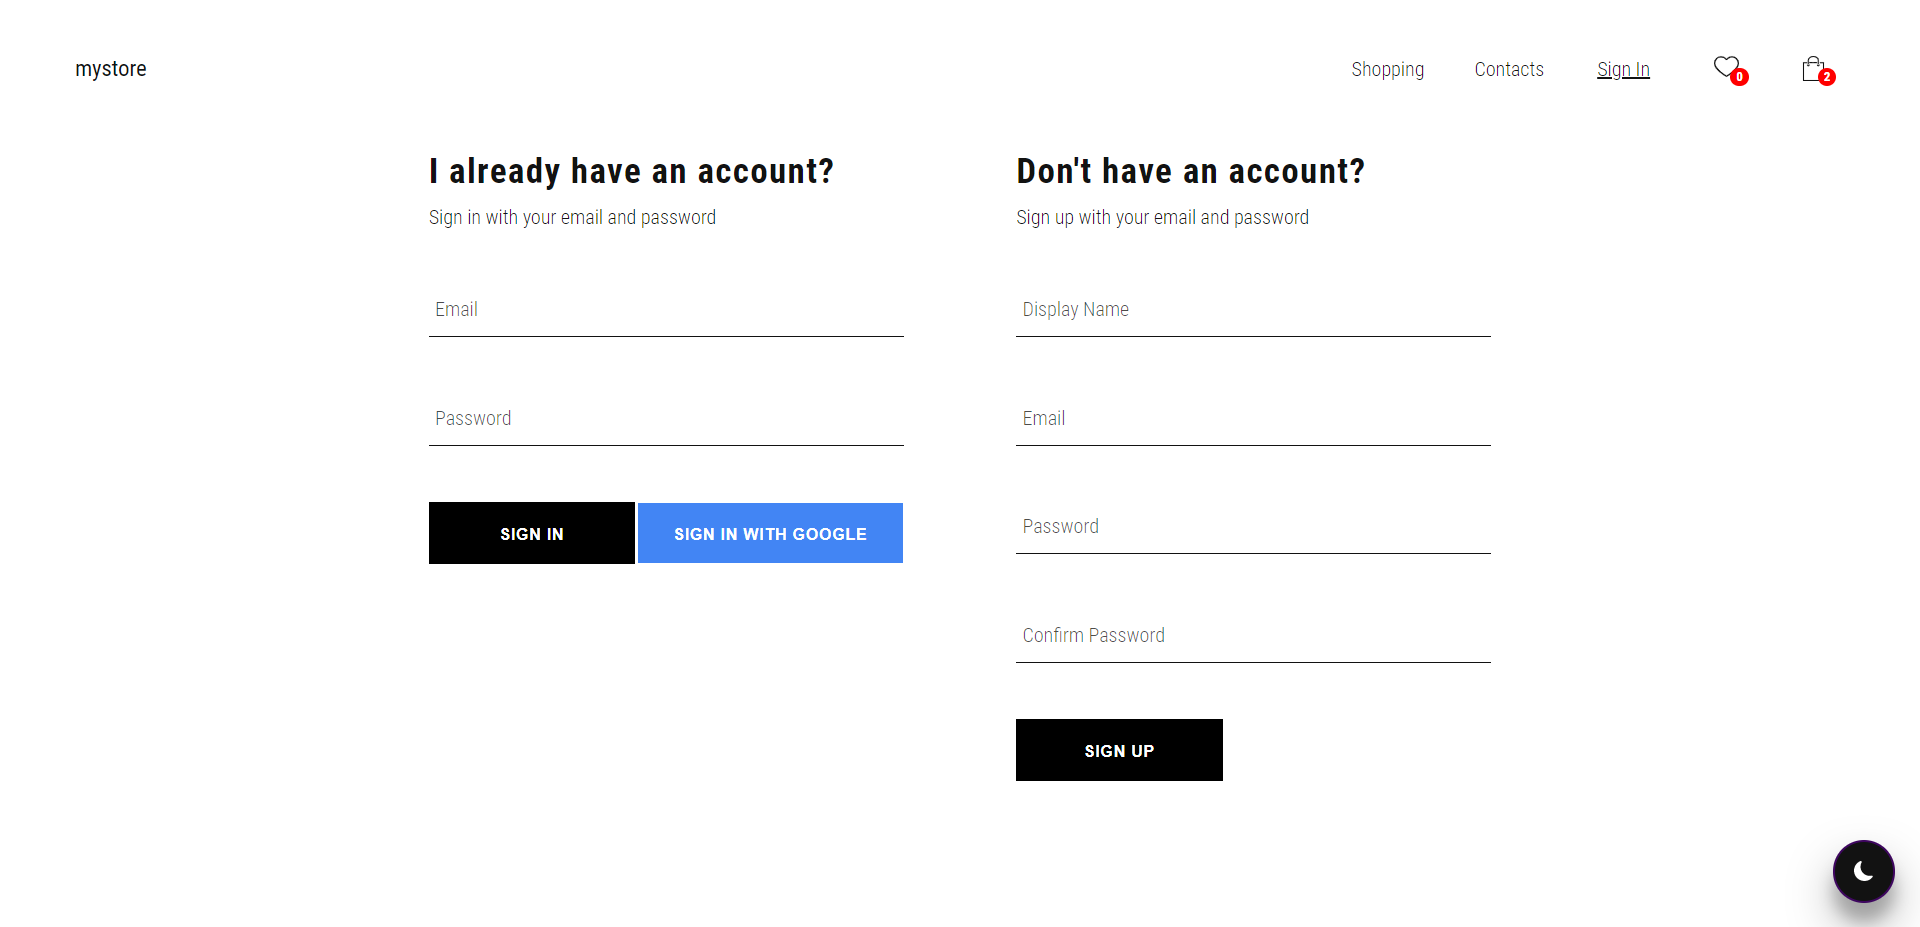 mystore
Shopping
Contacts
Sign In
0
2
I already have an account?
Sign in with your email and password
Email
Password
SIGN IN
SIGN IN WITH GOOGLE
Don't have an account?
Sign up with your email and password
Display Name
Email
Password
Confirm Password
SIGN UP